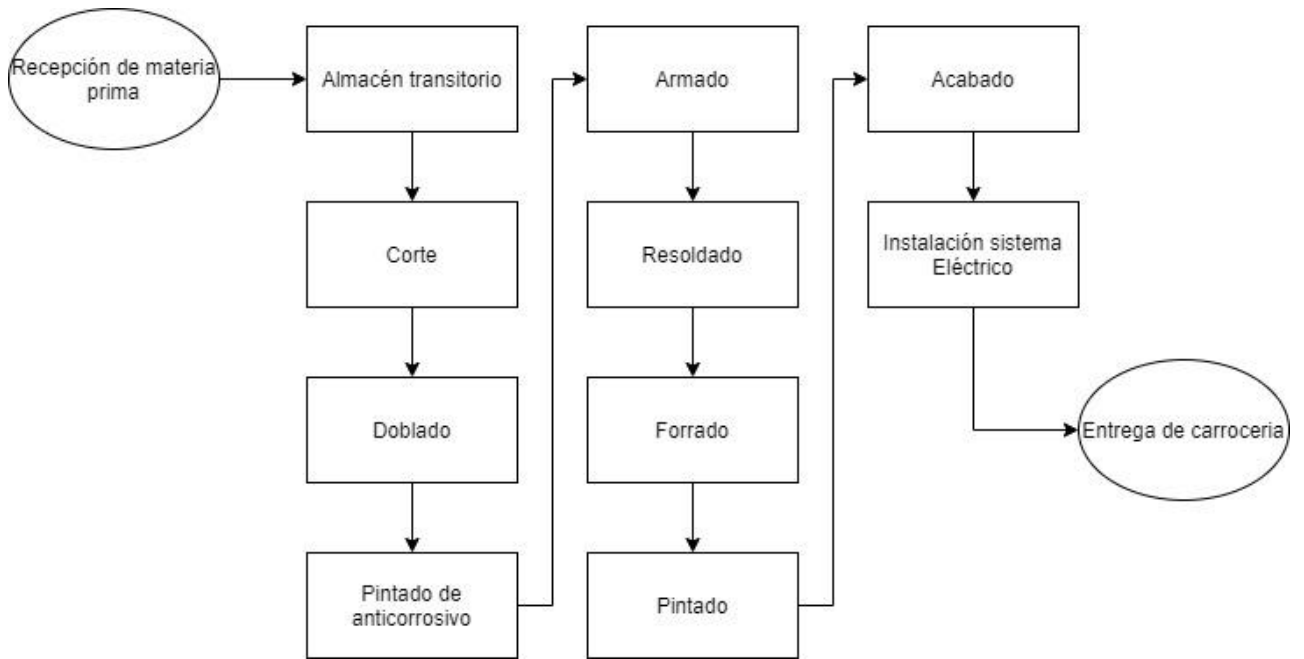 Recepción de materia
prima
Almacén transitorio
Corte
Doblado
Pintado de
anticorrosivo
Armado
Resoldado
Forrado
Pintado
Acabado
Instalación sistema
Eléctrico
Entrega de carroceria